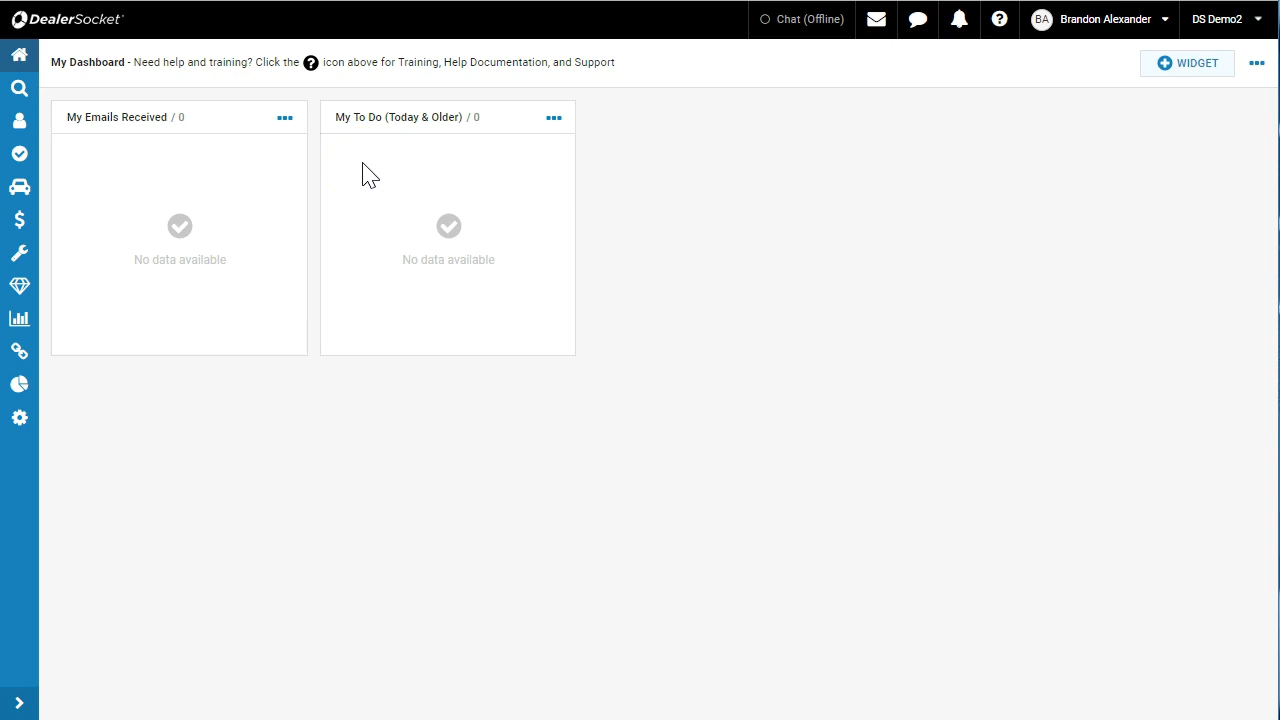 DealerSocket
Chat (Offline)
BA Brandon Alexander
DS Demo2
My Dashboard - Need help and training? Click the ? icon above for Training, Help Documentation, and Support
WIDGET
My Emails Received / 0
My To Do (Today & Older) / 0
No data available
No data available